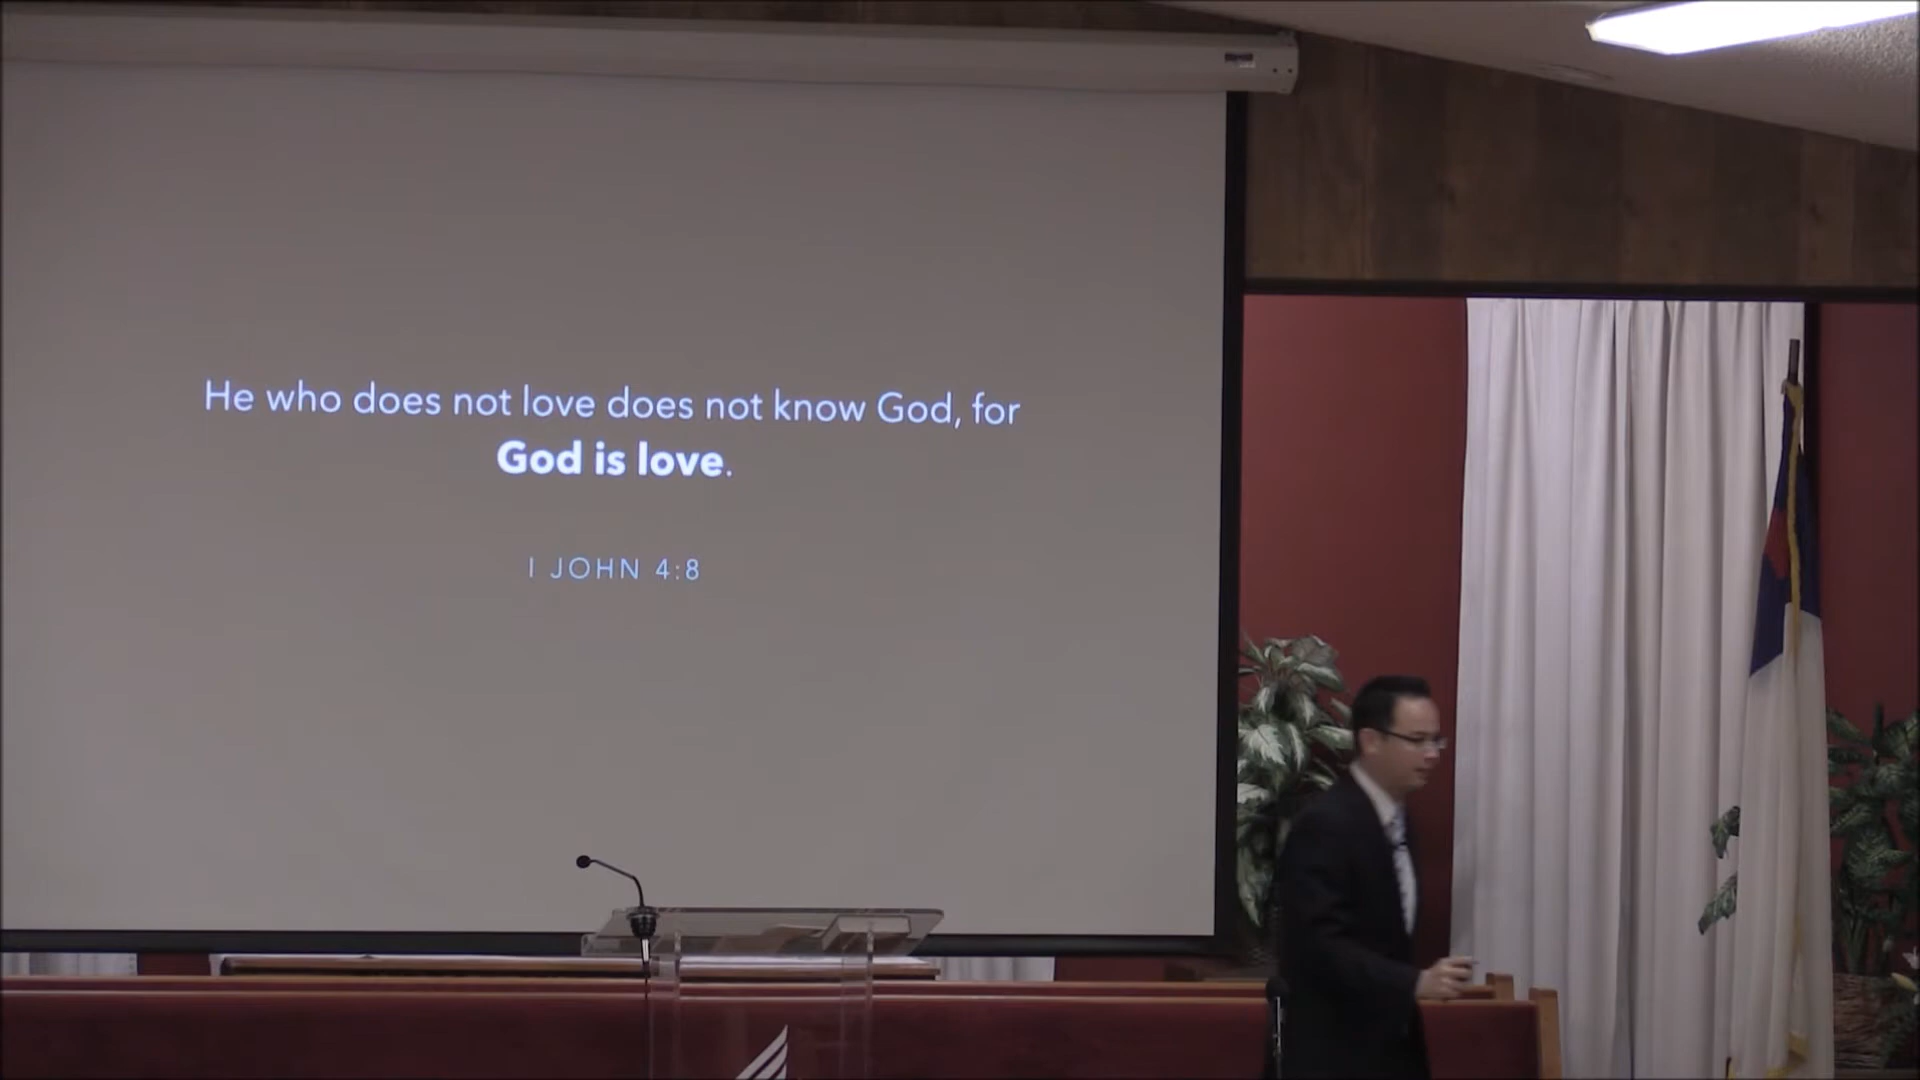 He who does not love does not know God, for
God is love.
I JOHN 4:8